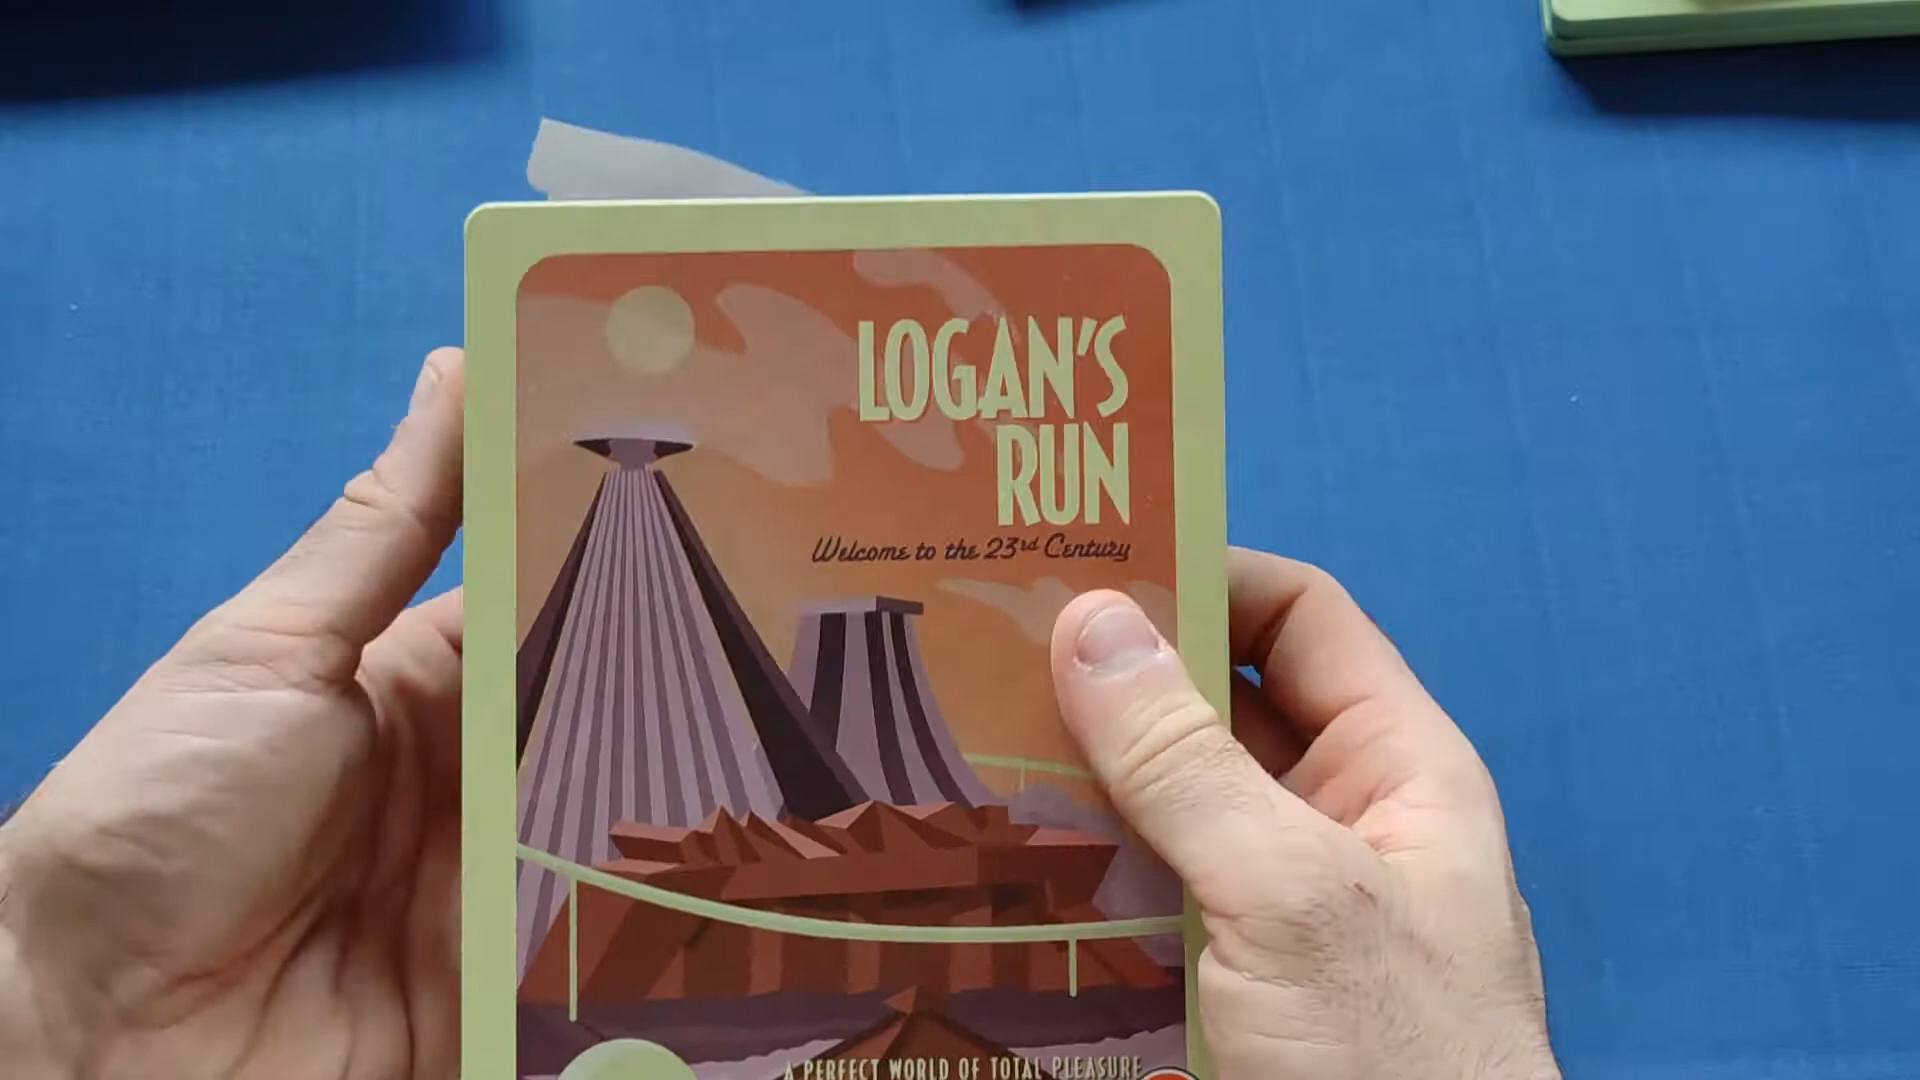 LOGAN'S
RUN
Welcome to the 23rd Century
A PERFECT WORLD OF TOTAL PLEASURE